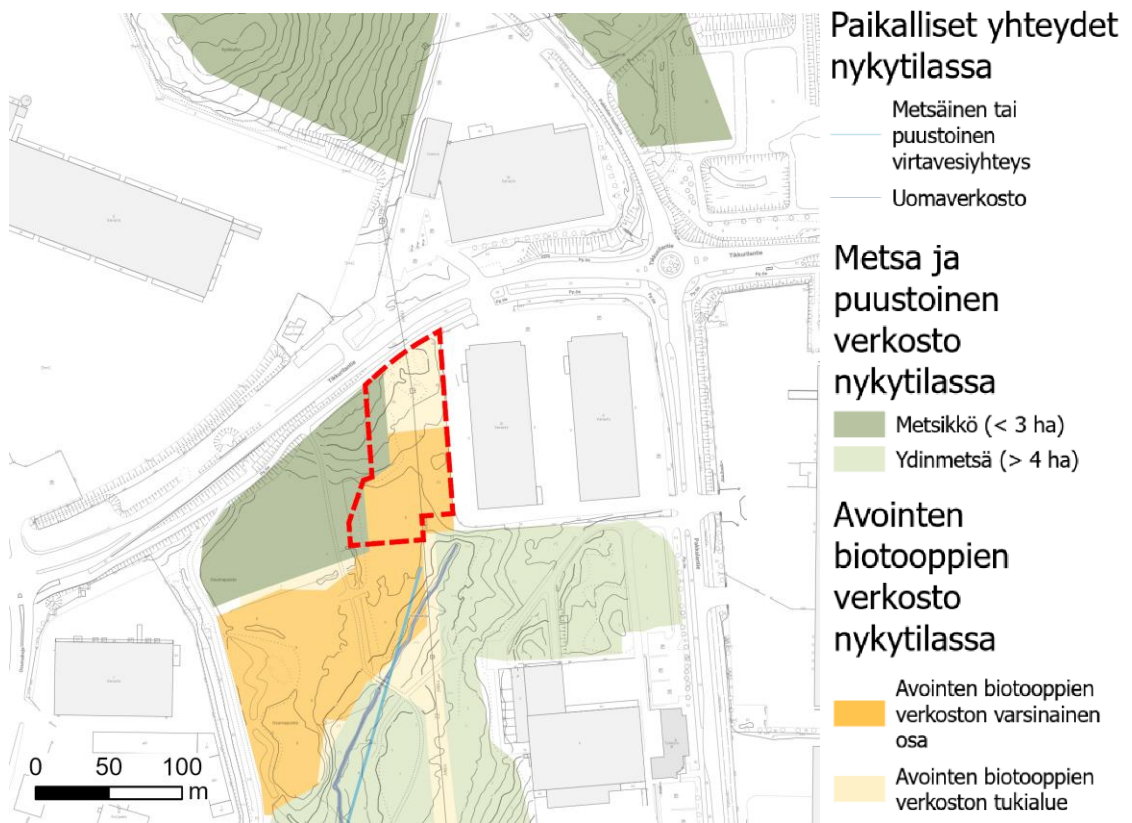 Paikalliset yhteydet
nykytilassa
Metsäinen tai
puustoinen
virtavesiyhteys
Uomaverkosto
Metsa ja
puustoinen
verkosto
nykytilassa
Metsikkö (< 3 ha)
Ydinmetsä (> 4 ha)
Avointen
biotooppien
verkosto
nykytilassa
Avointen biotooppien
verkoston varsinainen
osa
Avointen biotooppien
verkoston tukialue
Tikkurilantie
Tikkurilantie
Tikkurilantie
Pakkalantie
0 50 100
m